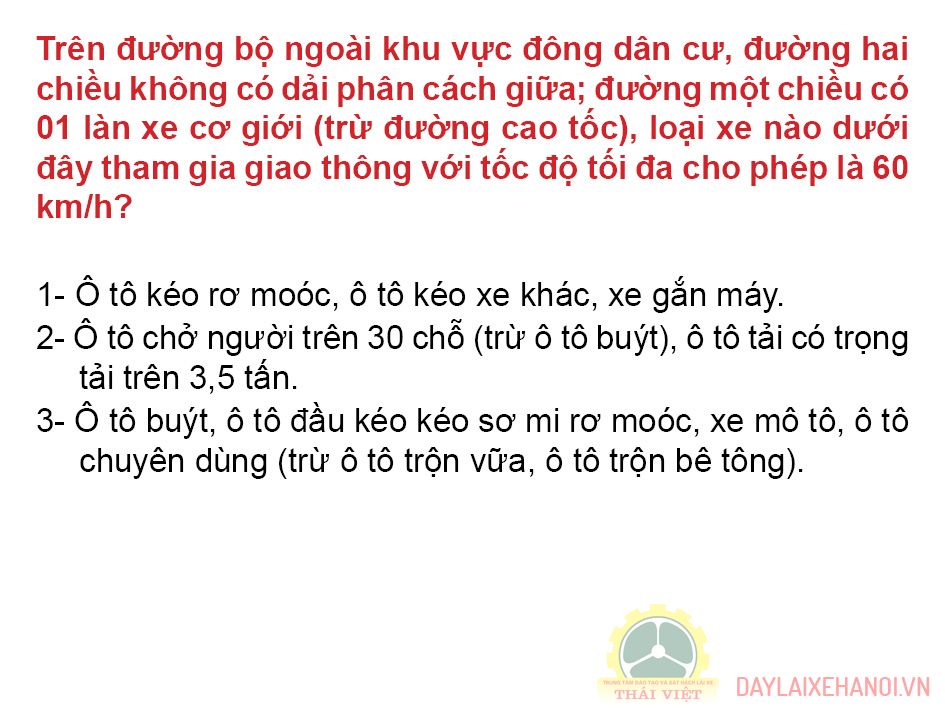 Trên đường bộ ngoài khu vực đông dân cư, đường hai
chiều không có dải phân cách giữa; đường một chiều có
01 làn xe cơ giới (trừ đường cao tốc), loại xe nào dưới
đây tham gia giao thông với tốc độ tối đa cho phép là 60
km/h?
1- Ô tô kéo rơ moóc, ô tô kéo xe khác, xe gắn máy.
2- Ô tô chở người trên 30 chỗ (trừ ô tô buýt), ô tô tải có trọng
tải trên 3,5 tấn.
3- Ô tô buýt, ô tô đầu kéo kéo sơ mi rơ moóc, xe mô tô, ô tô
chuyên dùng (trừ ô tô trộn vữa, ô tô trộn bê tông).
TRUNG TÂM ĐÀO TẠO VÀ SÁT HẠCH LÁI XE
THÁI VIỆT
DAYLAIXEHANOI.VN